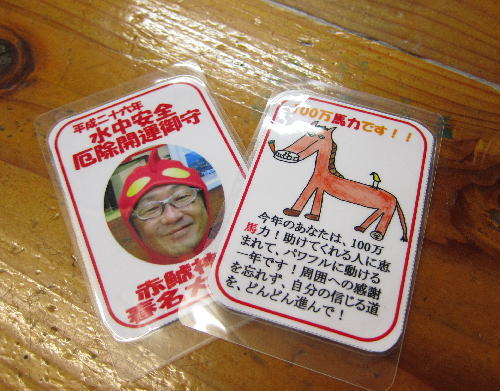 平成二十六年
水中安全
厄除開運御守
赤鯱神
春名大
100万馬力です！！
今年のあなたは、100万
馬力！助けてくれる人に恵
まれて、パワフルに動ける
一年です！周囲への感謝
を忘れず、自分の信じる道
を、どんどん進んで！